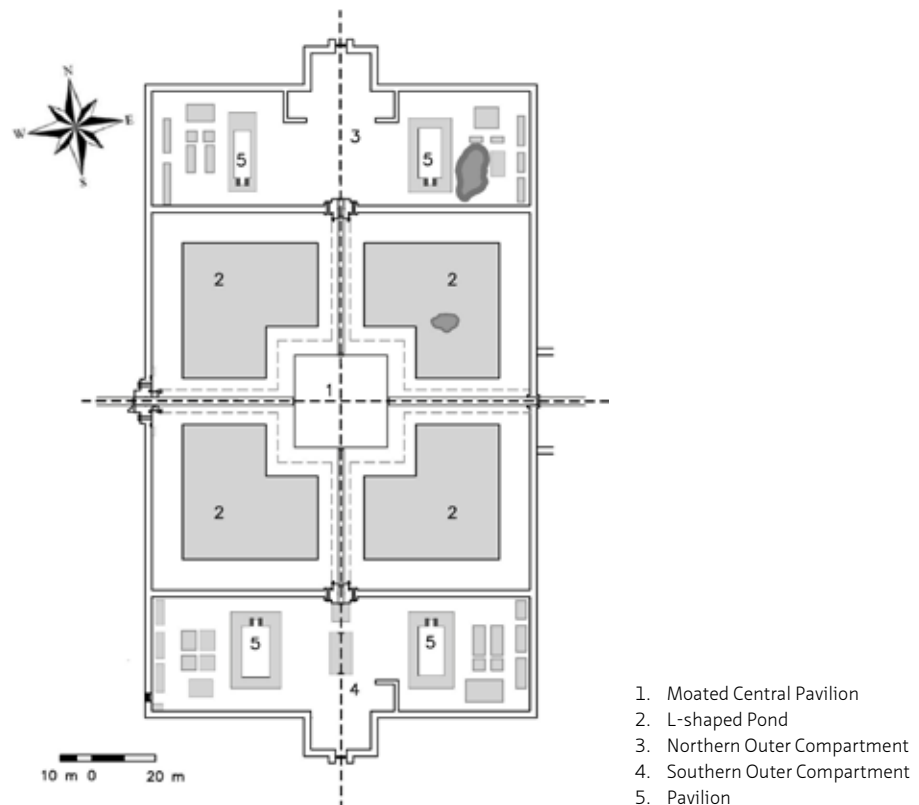 N
W
E
S
3
5
5
2
2
1
2
2
5
5
4
10 m 0 20 m
1. Moated Central Pavilion
2. L-shaped Pond
3. Northern Outer Compartment
4. Southern Outer Compartment
5. Pavilion